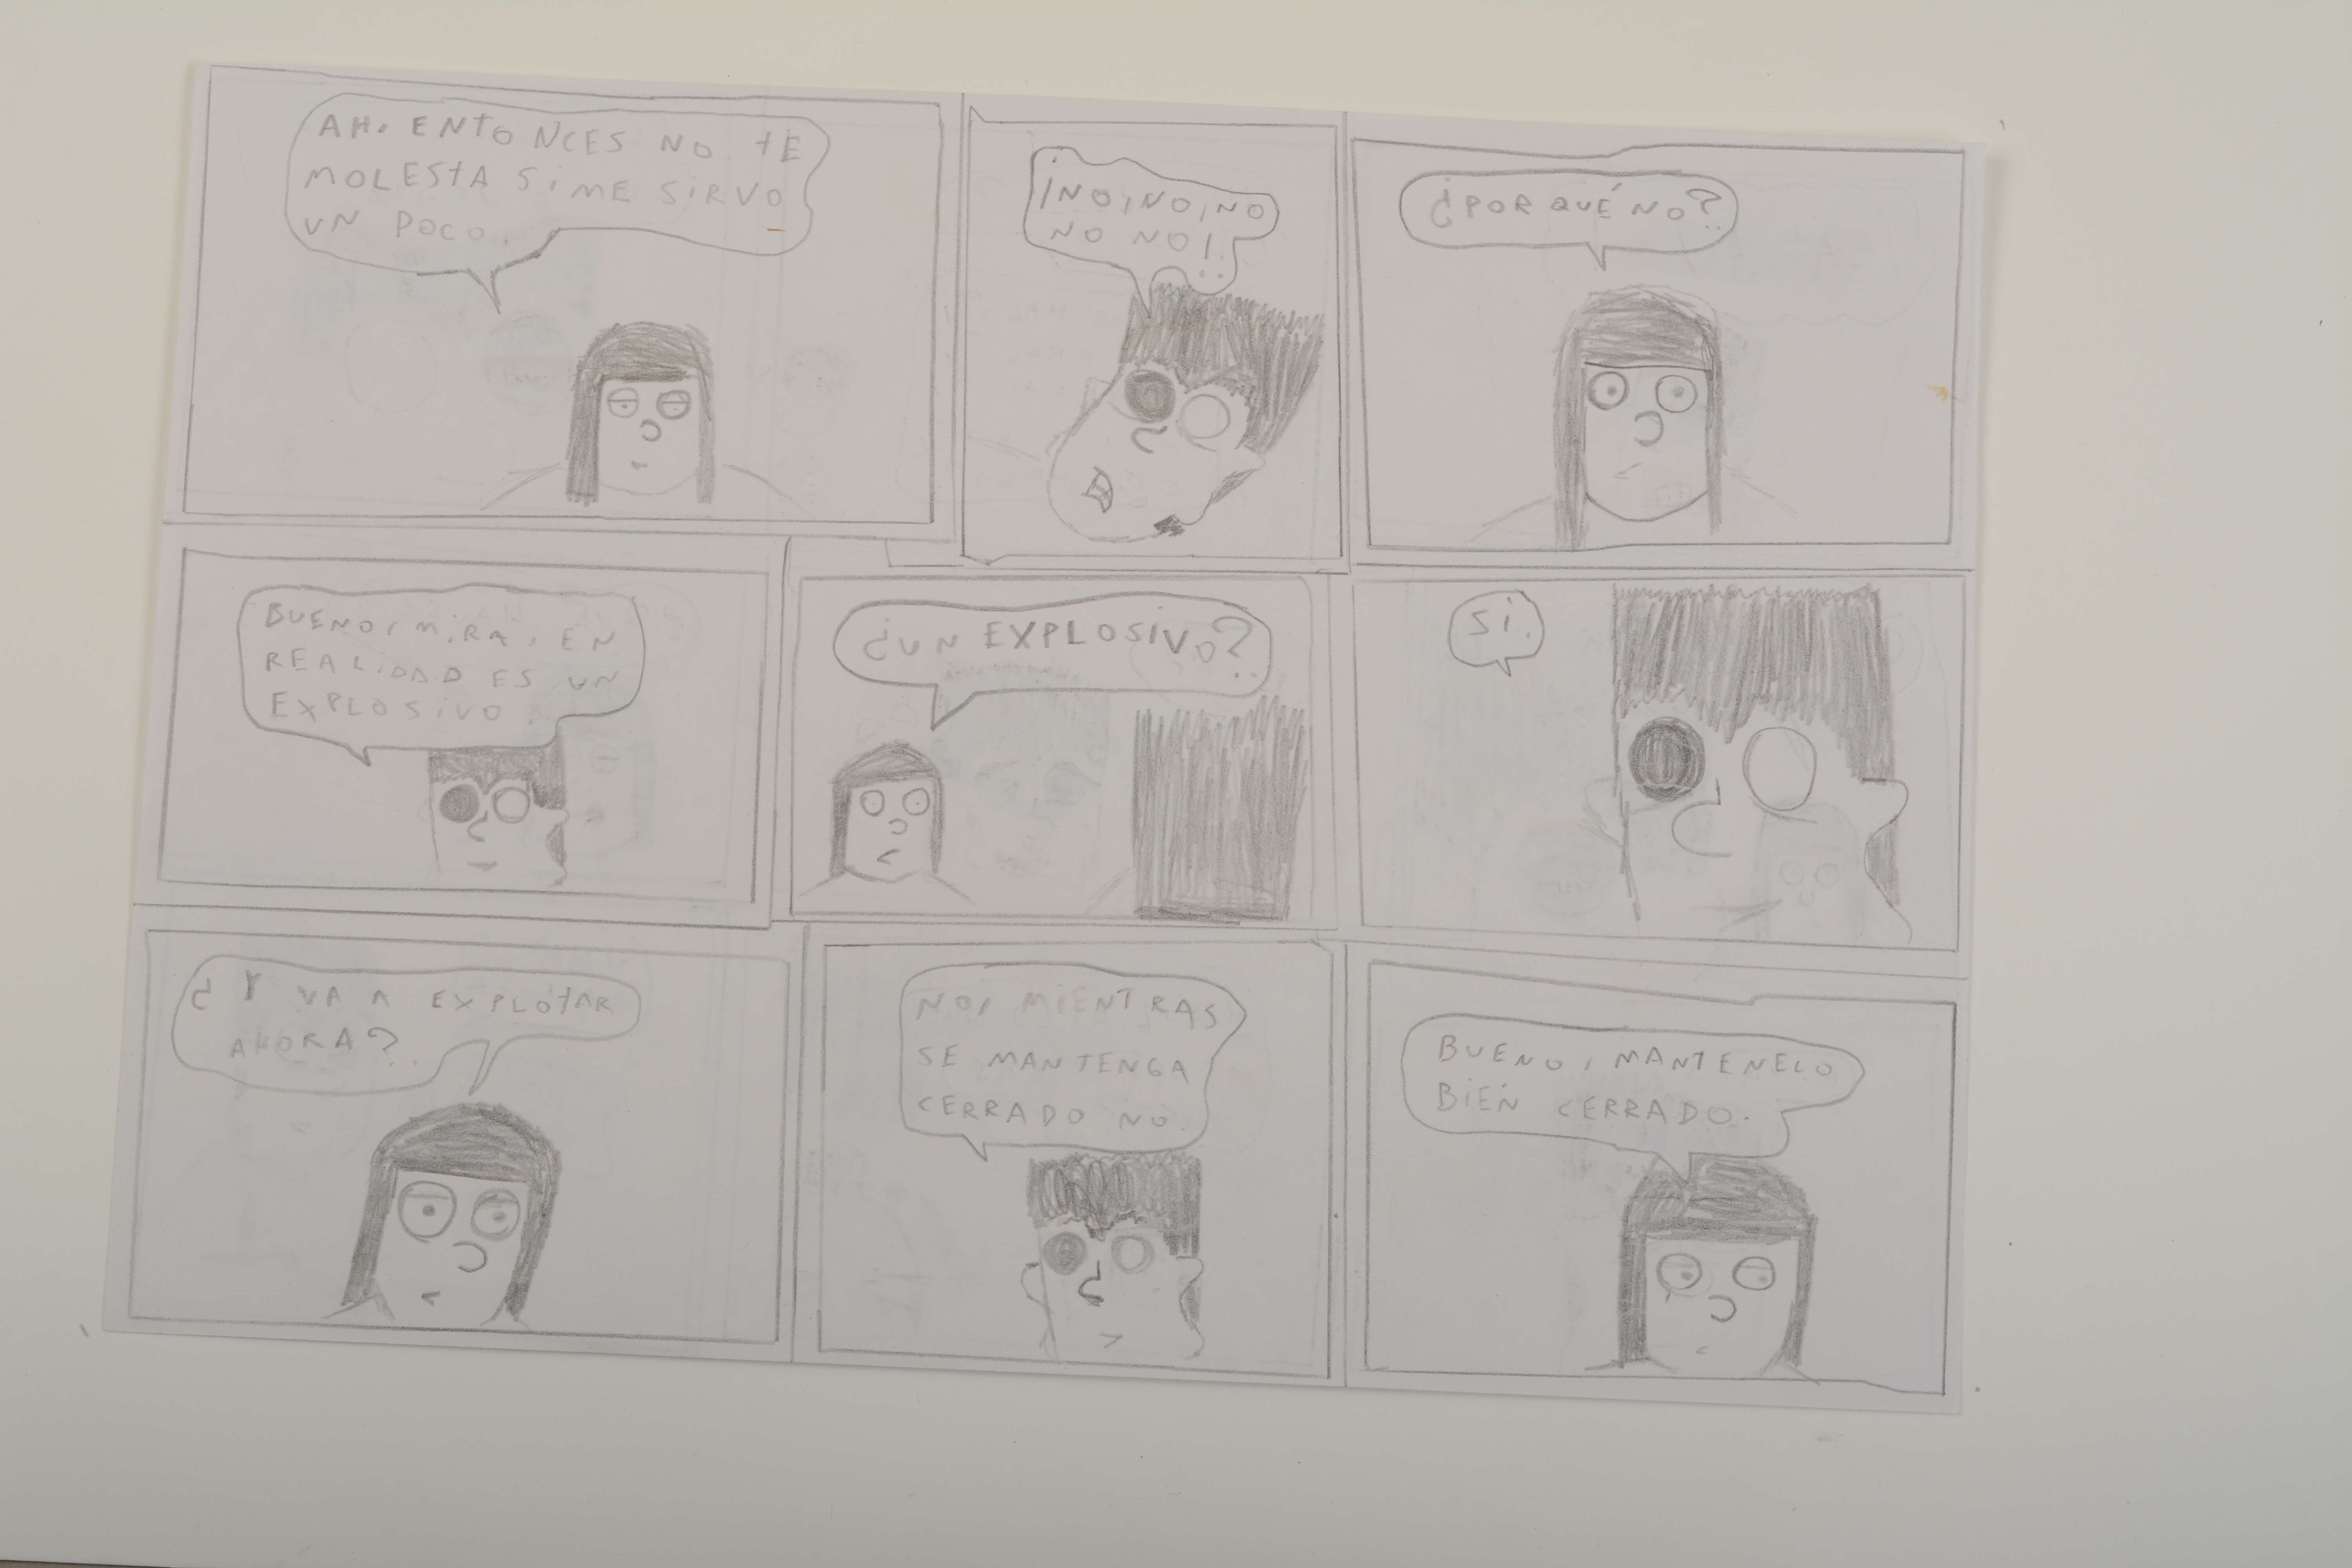 AH, ENTONCES NO TE
MOLESTA SI ME SIRVO
UN POCO.
¡NO, NO, NO
NO NO!
¿POR QUÉ NO?
BUENO, MIRA, EN
REALIDAD ES UN
EXPLOSIVO.
¿UN EXPLOSIVO?
SÍ.
¿Y VA A EXPLOTAR
AHORA?
NO, MIENTRAS
SE MANTENGA
CERRADO NO.
BUENO, MANTENELO
BIEN CERRADO.